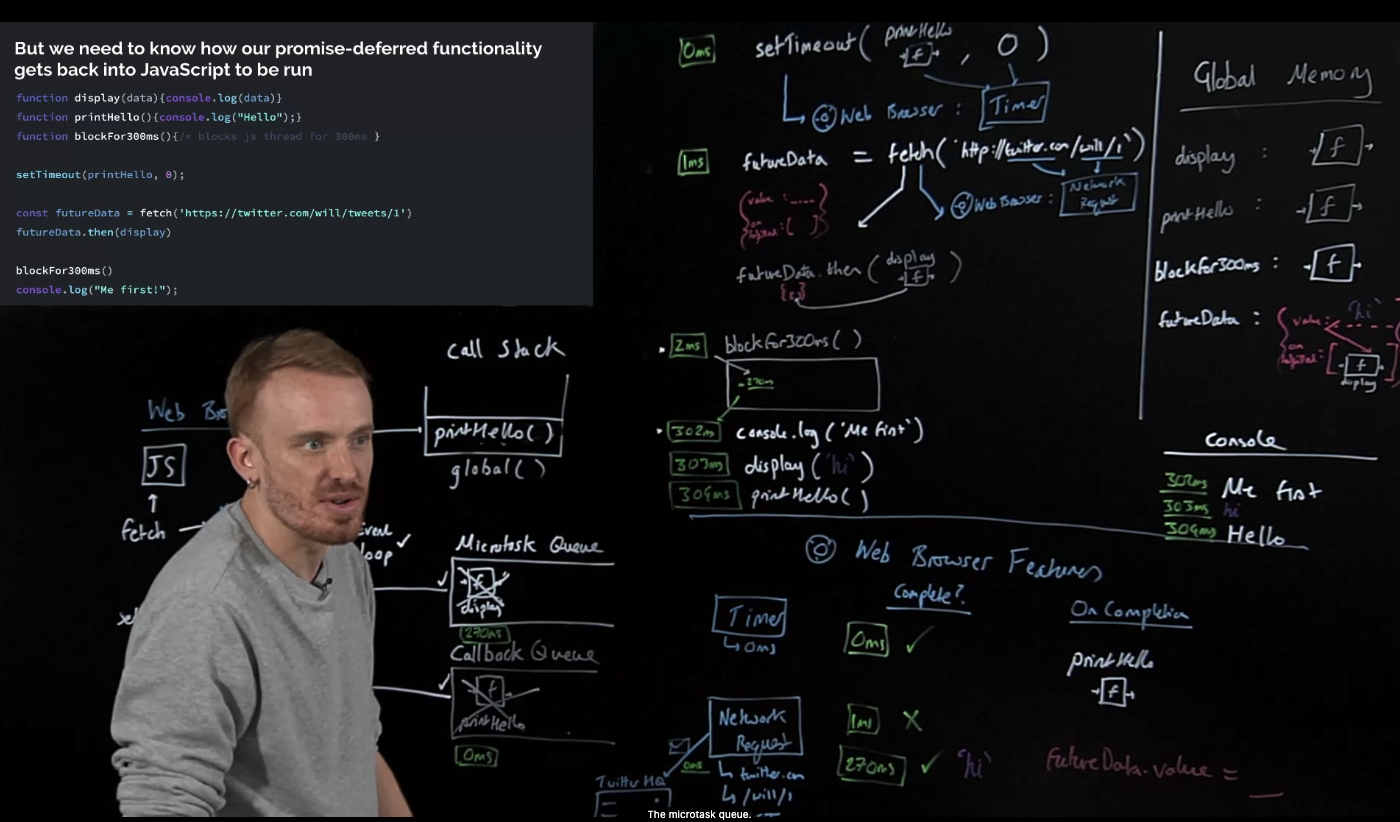 But we need to know how our promise-deferred functionality
gets back into JavaScript to be run
function display(data){console.log(data)}
function printHello(){console.log("Hello");}
function blockFor300ms(){/* blocks js thread for 300ms }
setTimeout(printHello, 0);
const futureData = fetch('https://twitter.com/will/tweets/1')
futureData.then(display)
blockFor300ms()
console.log("Me first!");
0ms setTimeout( printHello f , 0 )
Web Browser : Timer
1ms futureData = fetch('http://twitter.com/will/1')
{ value : .....
on fulfilled : [ ] }
Web Browser : Network Request
futureData.then( display f )
2ms blockfor300ms( )
270ms
302ms console.log('Me first')
303ms display('hi')
304ms printHello( )
Global Memory
display : f
printHello : f
blockfor300ms : f
futureData : { value : 'hi'
on fulfilled : [ f ]
display
Console
302ms Me first
303ms hi
304ms Hello
Call Stack
printHello( )
global( )
Web Bro
JS
fetch
Event
loop
Microtask Queue
f
display
270ms
Callback Queue
f
printHello
0ms
Web Browser Features
Complete?
On Completion
Timer
0ms
0ms ✓
printHello
f
Network
Request
twitter.com
/will/1
1ms X
270ms ✓ 'hi'
futureData.value = __
0ms
Twitter HQ
The microtask queue.